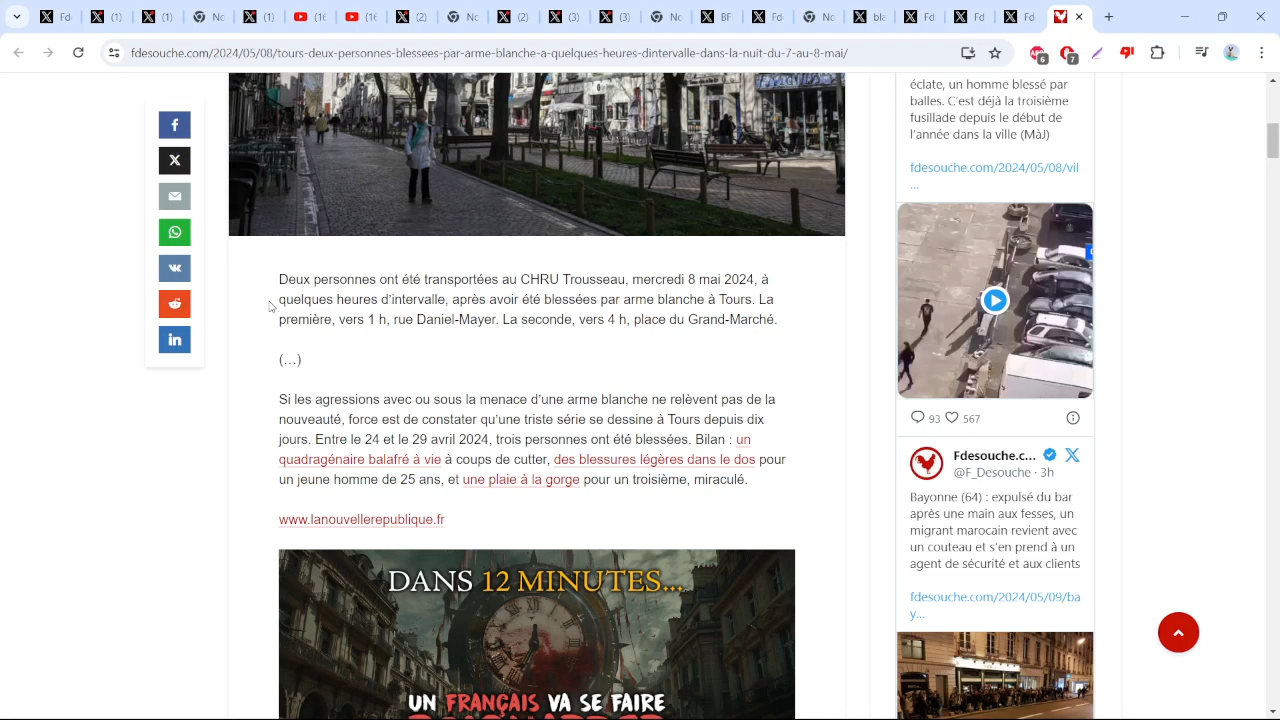 No
No
(1(
(16
No
No
BF
Fd
No
fdesouche.com/2024/05/08/tours-deux-personnes-blessees-par-arme-blanche-a-quelques-heures-dintervalle-dans-la-nuit-du-7-au-8-mai/
6
7
éclate, un homme blessé par
balles. C'est déjà la troisième
fusillade depuis le début de
l'année dans la ville (MàJ)
fdesouche.com/2024/05/08/vil
...
Deux personnes ont été transportées au CHRU Trousseau, mercredi 8 mai 2024, à
quelques heures d'intervalle, après avoir été blessées par arme blanche à Tours. La
première, vers 1 h, rue Daniel-Mayer. La seconde, vers 4 h, place du Grand-Marché.
(…)
Si les agressions avec ou sous la menace d'une arme blanche ne relèvent pas de la
nouveauté, force est de constater qu'une triste série se dessine à Tours depuis dix
jours. Entre le 24 et le 29 avril 2024, trois personnes ont été blessées. Bilan : un
quadragénaire balafré à vie à coups de cutter, des blessures légères dans le dos pour
un jeune homme de 25 ans, et une plaie à la gorge pour un troisième, miraculé.
www.lanouvellerepublique.fr
93 567
Fdesouche.c...
@F_Desouche · 3h
Bayonne (64) : expulsé du bar
après une main aux fesses, un
migrant marocain revient avec
un couteau et s'en prend à un
agent de sécurité et aux clients
fdesouche.com/2024/05/09/ba
y...
DANS 12 MINUTES...
UN FRANÇAIS VA SE FAIRE